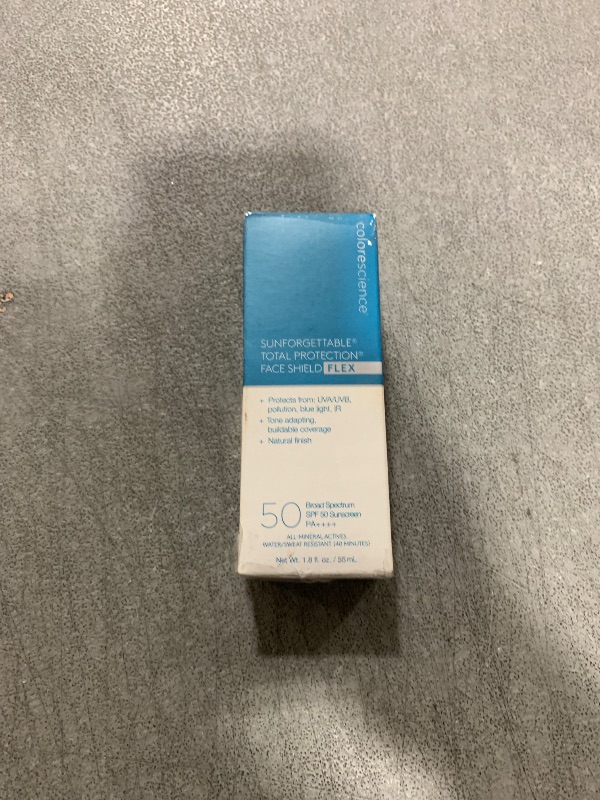 colorescience®
SUNFORGETTABLE®
TOTAL PROTECTION®
FACE SHIELD FLEX
+ Protects from: UVA/UVB,
pollution, blue light, IR
+ Tone adapting,
buildable coverage
+ Natural finish
50 Broad Spectrum
SPF 50 Sunscreen
PA++++
ALL MINERAL ACTIVES
WATER/SWEAT RESISTANT (40 MINUTES)
Net Wt. 1.8 fl. oz. / 55 mL